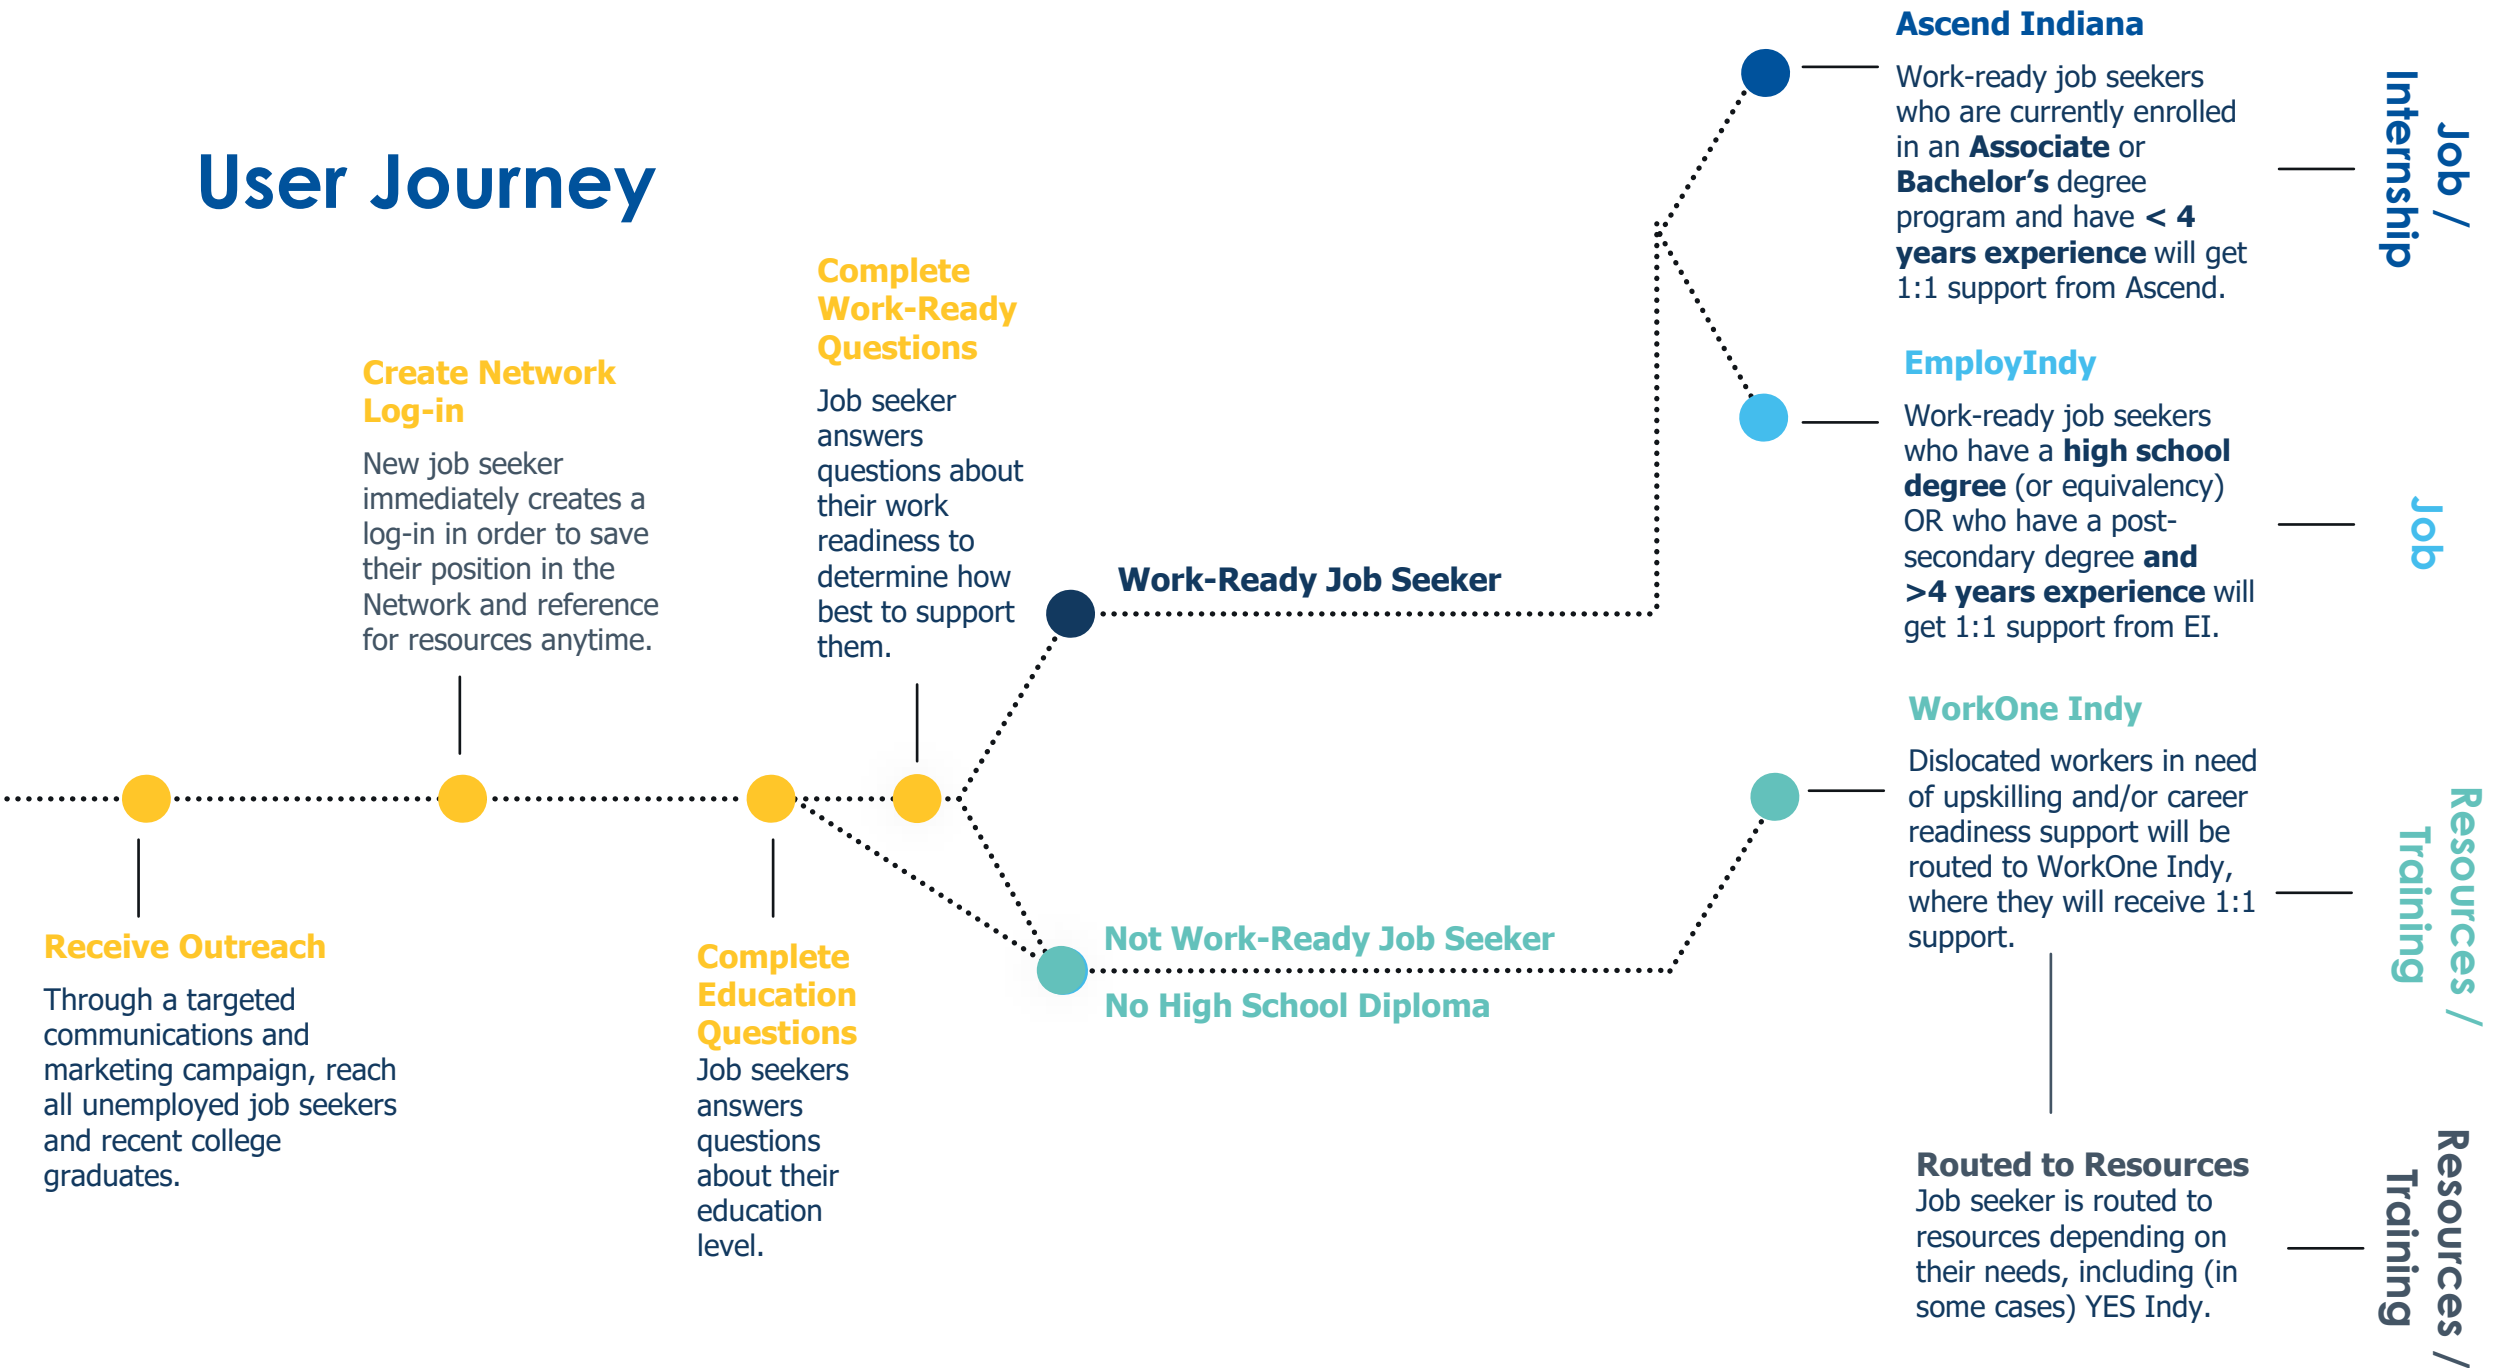 User Journey
Receive Outreach
Through a targeted
communications and
marketing campaign, reach
all unemployed job seekers
and recent college
graduates.
Create Network
Log-in
New job seeker
immediately creates a
log-in in order to save
their position in the
Network and reference
for resources anytime.
Complete
Education
Questions
Job seekers
answers
questions
about their
education
level.
Complete
Work-Ready
Questions
Job seeker
answers
questions about
their work
readiness to
determine how
best to support
them.
Work-Ready Job Seeker
Not Work-Ready Job Seeker
No High School Diploma
Ascend Indiana
Work-ready job seekers
who are currently enrolled
in an Associate or
Bachelor’s degree
program and have < 4
years experience will get
1:1 support from Ascend.
Job /
Internship
EmployIndy
Work-ready job seekers
who have a high school
degree (or equivalency)
OR who have a post-
secondary degree and
>4 years experience will
get 1:1 support from EI.
Job
WorkOne Indy
Dislocated workers in need
of upskilling and/or career
readiness support will be
routed to WorkOne Indy,
where they will receive 1:1
support.
Resources /
Training
Routed to Resources
Job seeker is routed to
resources depending on
their needs, including (in
some cases) YES Indy.
Resources /
Training